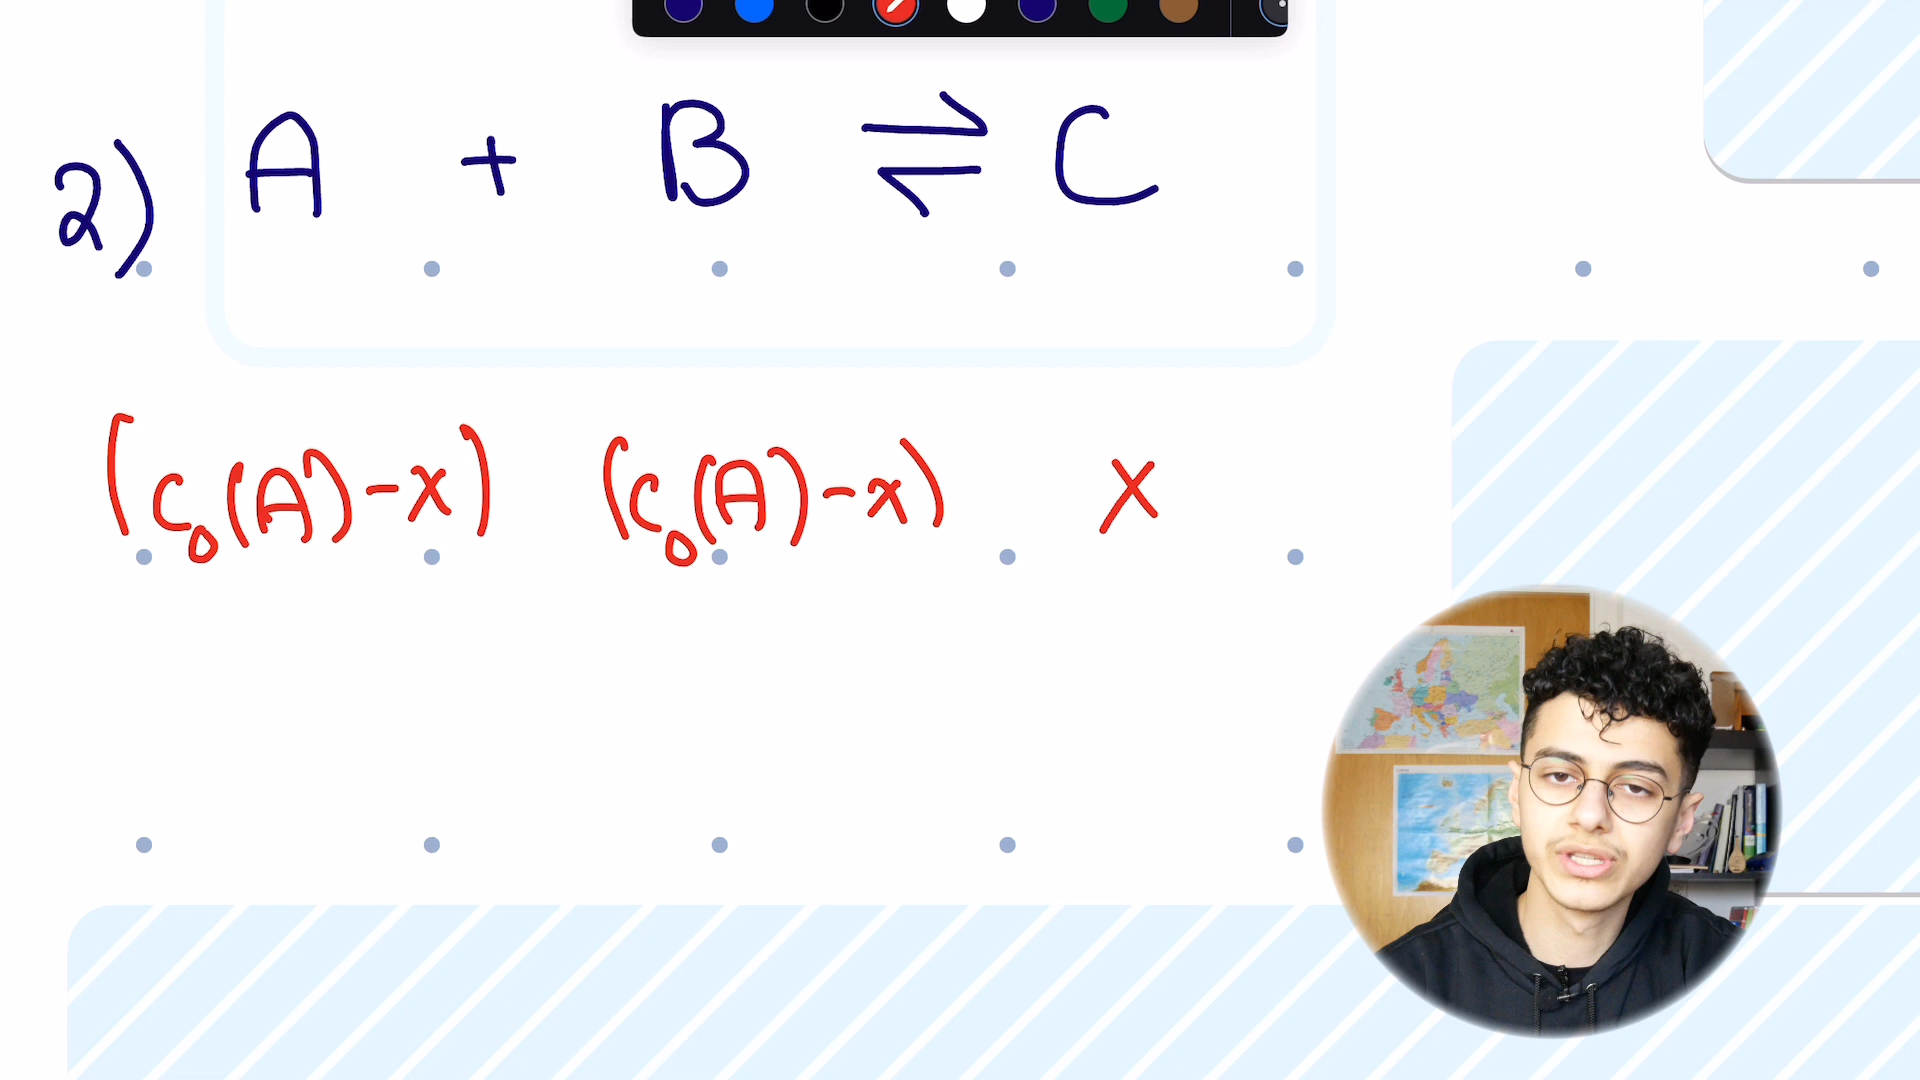 2) A + B ⇌ C
(c₀(A)-x) (c₀(A)-x) x